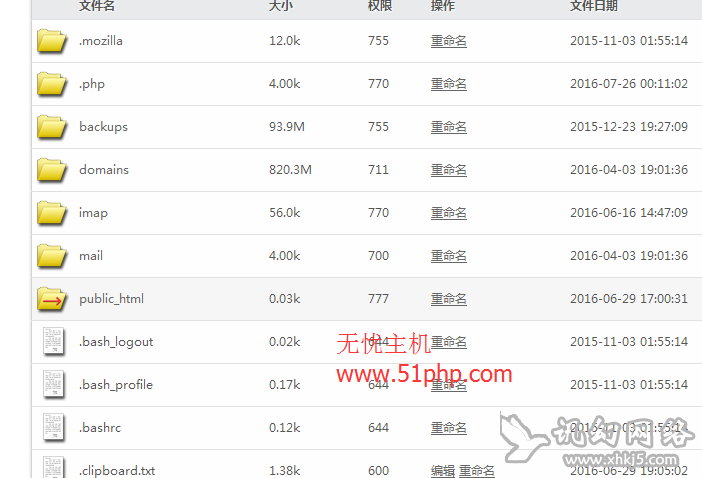 文件名 大小 权限 操作 文件日期
.mozilla 12.0k 755 重命名 2015-11-03 01:55:14
.php 4.00k 770 重命名 2016-07-26 00:11:02
backups 93.9M 755 重命名 2015-12-23 19:27:09
domains 820.3M 711 重命名 2016-04-03 19:01:36
imap 56.0k 770 重命名 2016-06-16 14:47:09
mail 4.00k 700 重命名 2016-04-03 19:01:36
public_html 0.03k 777 重命名 2016-06-29 17:00:31
.bash_logout 0.02k 644 重命名 2015-11-03 01:55:14
无忧主机
www.51php.com
.bash_profile 0.17k 644 重命名 2015-11-03 01:55:14
.bashrc 0.12k 644 重命名 2015-11-03 01:55:14
网络
www.xhkj5.com
.clipboard.txt 1.38k 600 编辑 重命名 2016-06-29 19:05:02